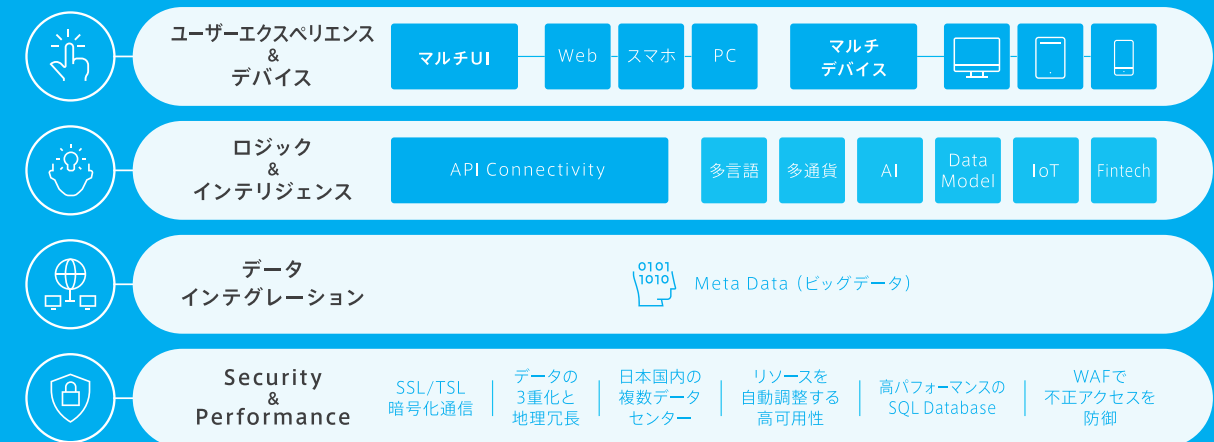 ユーザーエクスペリエンス
&
デバイス
マルチUI
Web
スマホ
PC
マルチ
デバイス
ロジック
&
インテリジェンス
API Connectivity
多言語
多通貨
AI
Data
Model
IoT
Fintech
データ
インテグレーション
0101
1010
Meta Data（ビッグデータ）
Security
&
Performance
SSL/TSL
暗号化通信
データの
3重化と
地理冗長
日本国内の
複数データ
センター
リソースを
自動調整する
高可用性
高パフォーマンスの
SQL Database
WAFで
不正アクセスを
防御